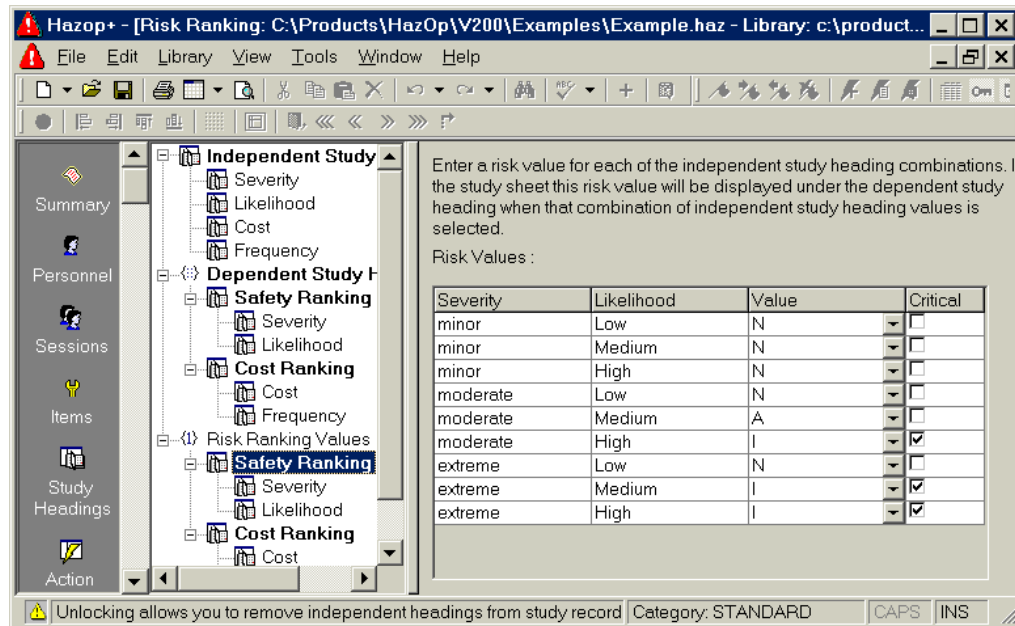 Hazop+ - [Risk Ranking: C:\Products\HazOp\V200\Examples\Example.haz - Library: c:\product...
File Edit Library View Tools Window Help
Summary
Personnel
Sessions
Items
Study
Headings
Action
Independent Study
Severity
Likelihood
Cost
Frequency
Dependent Study H
Safety Ranking
Severity
Likelihood
Cost Ranking
Cost
Frequency
Risk Ranking Values
Safety Ranking
Severity
Likelihood
Cost Ranking
Cost
Enter a risk value for each of the independent study heading combinations. I
the study sheet this risk value will be displayed under the dependent study
heading when that combination of independent study heading values is
selected.
Risk Values :
Severity Likelihood Value Critical
minor Low N
minor Medium N
minor High N
moderate Low N
moderate Medium A
moderate High I
extreme Low N
extreme Medium I
extreme High I
Unlocking allows you to remove independent headings from study record Category: STANDARD CAPS INS